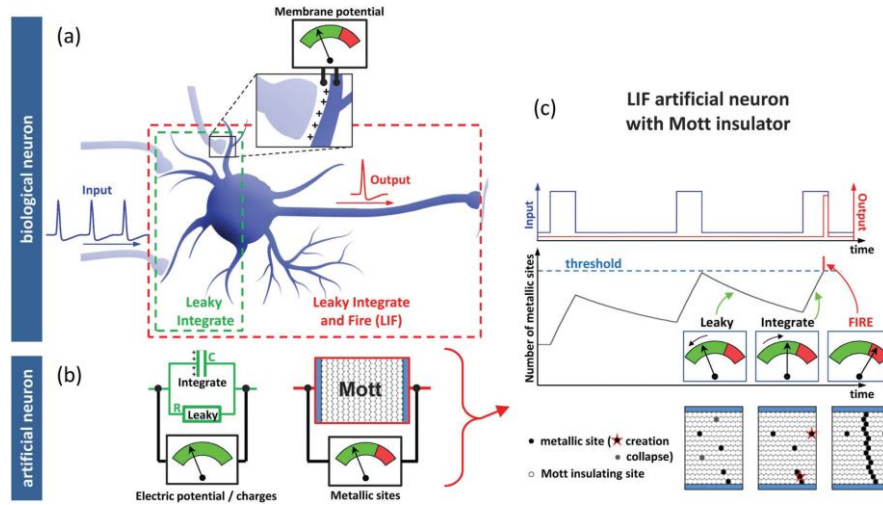 biological neuron
(a)
Membrane potential
+
+
+
+
+
Input
Output
Leaky
Integrate
Leaky Integrate
and Fire (LIF)
artificial neuron
(b)
C
Integrate
R
Leaky
Electric potential / charges
Mott
Metallic sites
(c)
LIF artificial neuron
with Mott insulator
Input
Output
time
Number of metallic sites
threshold
Leaky
Integrate
FIRE
time
metallic site (
creation
collapse)
Mott insulating site